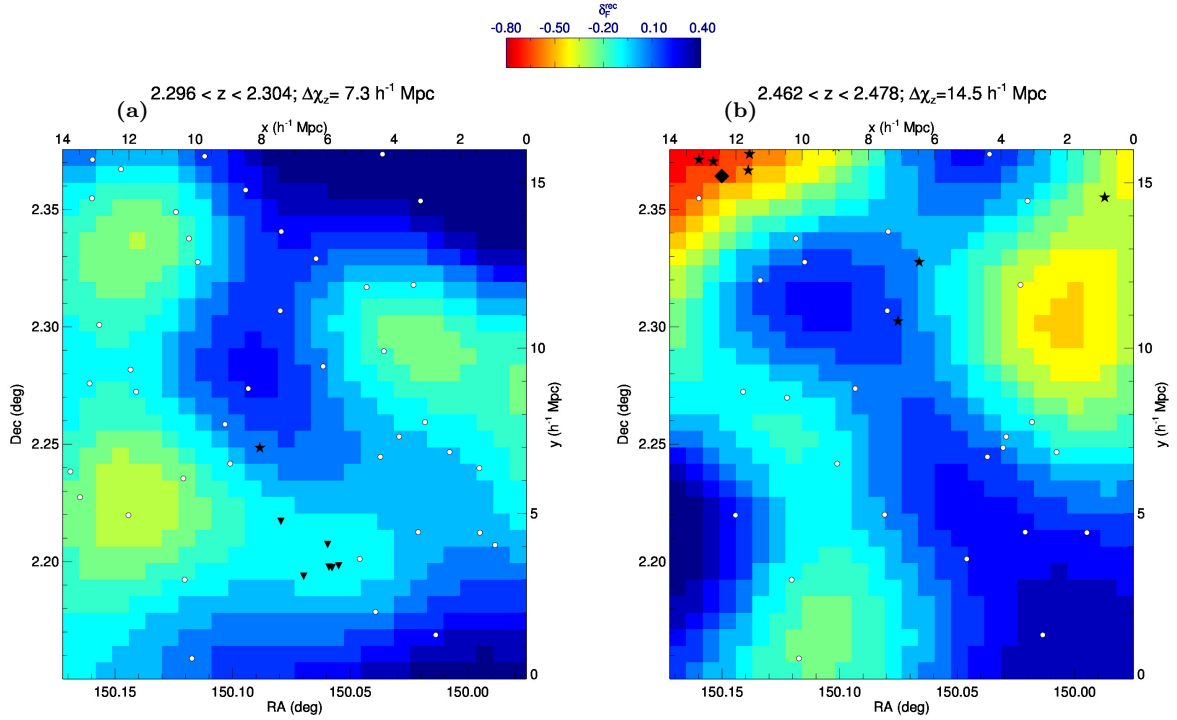 δ_F^rec
-0.80 -0.50 -0.20 0.10 0.40
(a) 2.296 < z < 2.304; Δχ_z= 7.3 h⁻¹ Mpc
x (h⁻¹ Mpc)
14 12 10 8 6 4 2 0
2.35
2.30
2.25
2.20
Dec (deg)
15
10
5
0
y (h⁻¹ Mpc)
150.15 150.10 150.05 150.00
RA (deg)
(b) 2.462 < z < 2.478; Δχ_z=14.5 h⁻¹ Mpc
x (h⁻¹ Mpc)
14 12 10 8 6 4 2 0
2.35
2.30
2.25
2.20
Dec (deg)
15
10
5
0
y (h⁻¹ Mpc)
150.15 150.10 150.05 150.00
RA (deg)